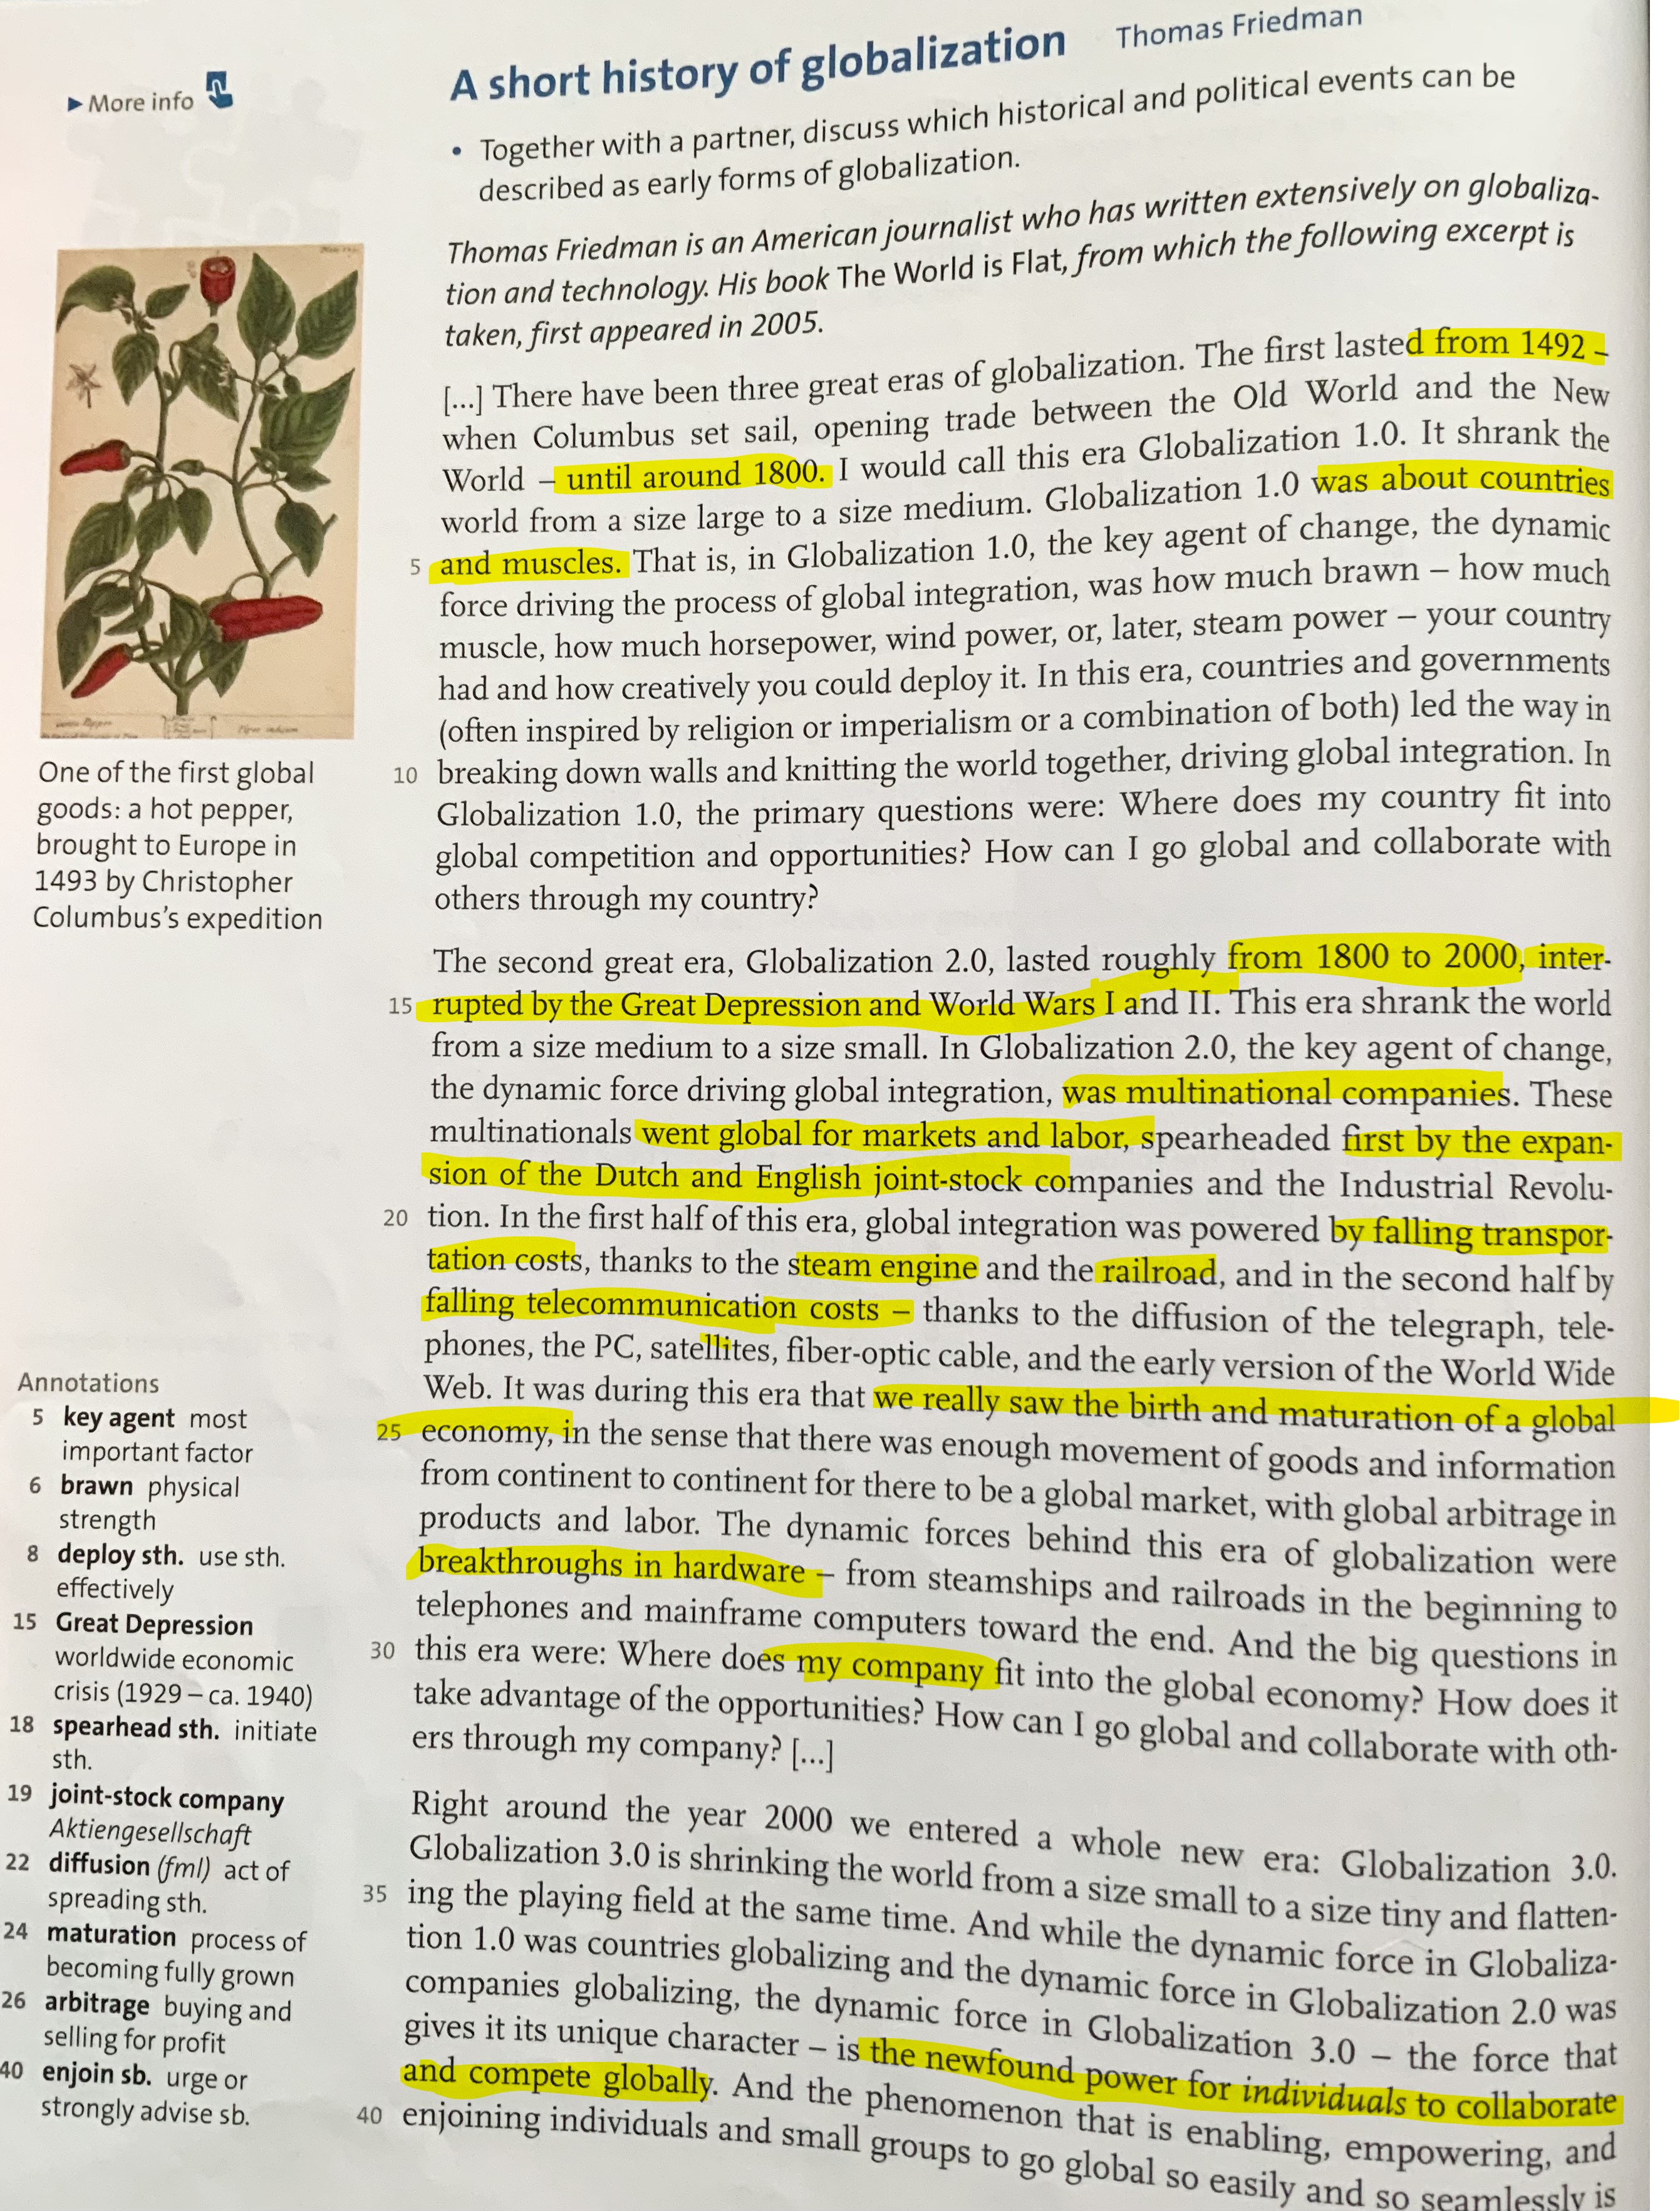 A short history of globalization Thomas Friedman
▶ More info
• Together with a partner, discuss which historical and political events can be
described as early forms of globalization.
Thomas Friedman is an American journalist who has written extensively on globaliza-
tion and technology. His book The World is Flat, from which the following excerpt is
taken, first appeared in 2005.
[...] There have been three great eras of globalization. The first lasted from 1492 –
when Columbus set sail, opening trade between the Old World and the New
World – until around 1800. I would call this era Globalization 1.0. It shrank the
world from a size large to a size medium. Globalization 1.0 was about countries
5 and muscles. That is, in Globalization 1.0, the key agent of change, the dynamic
force driving the process of global integration, was how much brawn – how much
muscle, how much horsepower, wind power, or, later, steam power – your country
had and how creatively you could deploy it. In this era, countries and governments
(often inspired by religion or imperialism or a combination of both) led the way in
10 breaking down walls and knitting the world together, driving global integration. In
Globalization 1.0, the primary questions were: Where does my country fit into
global competition and opportunities? How can I go global and collaborate with
others through my country?
One of the first global
goods: a hot pepper,
brought to Europe in
1493 by Christopher
Columbus's expedition
The second great era, Globalization 2.0, lasted roughly from 1800 to 2000, inter-
15 rupted by the Great Depression and World Wars I and II. This era shrank the world
from a size medium to a size small. In Globalization 2.0, the key agent of change,
the dynamic force driving global integration, was multinational companies. These
multinationals went global for markets and labor, spearheaded first by the expan-
sion of the Dutch and English joint-stock companies and the Industrial Revolu-
20 tion. In the first half of this era, global integration was powered by falling transpor-
tation costs, thanks to the steam engine and the railroad, and in the second half by
falling telecommunication costs – thanks to the diffusion of the telegraph, tele-
phones, the PC, satellites, fiber-optic cable, and the early version of the World Wide
Web. It was during this era that we really saw the birth and maturation of a global
25 economy, in the sense that there was enough movement of goods and information
from continent to continent for there to be a global market, with global arbitrage in
products and labor. The dynamic forces behind this era of globalization were
breakthroughs in hardware – from steamships and railroads in the beginning to
telephones and mainframe computers toward the end. And the big questions in
30 this era were: Where does my company fit into the global economy? How does it
take advantage of the opportunities? How can I go global and collaborate with oth-
ers through my company? [...]
Right around the year 2000 we entered a whole new era: Globalization 3.0.
Globalization 3.0 is shrinking the world from a size small to a size tiny and flatten-
35 ing the playing field at the same time. And while the dynamic force in Globaliza-
tion 1.0 was countries globalizing and the dynamic force in Globalization 2.0 was
companies globalizing, the dynamic force in Globalization 3.0 – the force that
gives it its unique character – is the newfound power for individuals to collaborate
and compete globally. And the phenomenon that is enabling, empowering, and
40 enjoining individuals and small groups to go global so easily and so seamlessly is
Annotations
5 key agent most
important factor
6 brawn physical
strength
8 deploy sth. use sth.
effectively
15 Great Depression
worldwide economic
crisis (1929 – ca. 1940)
18 spearhead sth. initiate
sth.
19 joint-stock company
Aktiengesellschaft
22 diffusion (fml) act of
spreading sth.
24 maturation process of
becoming fully grown
26 arbitrage buying and
selling for profit
40 enjoin sb. urge or
strongly advise sb.